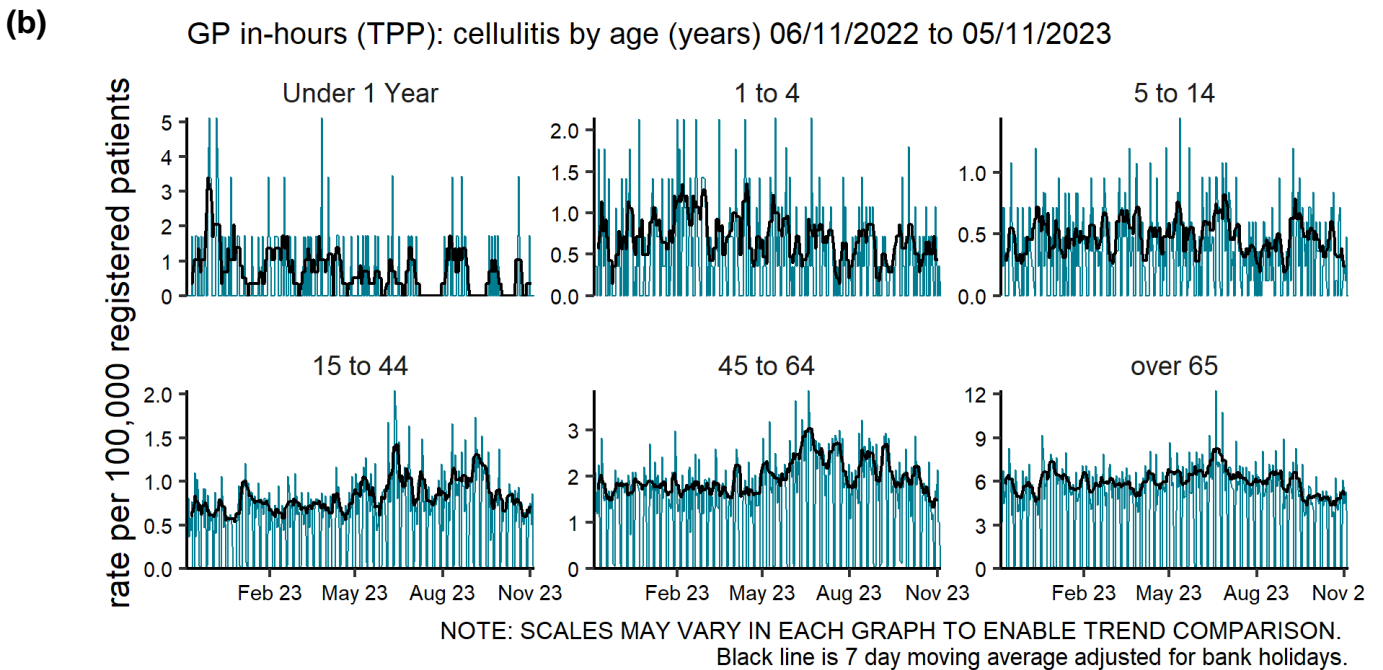 (b)
GP in-hours (TPP): cellulitis by age (years) 06/11/2022 to 05/11/2023
rate per 100,000 registered patients
Under 1 Year
5
4
3
2
1
0
1 to 4
2.0
1.5
1.0
0.5
0.0
5 to 14
1.0
0.5
0.0
15 to 44
2.0
1.5
1.0
0.5
0.0
Feb 23 May 23 Aug 23 Nov 23
45 to 64
3
2
1
0
Feb 23 May 23 Aug 23 Nov 23
over 65
12
9
6
3
0
Feb 23 May 23 Aug 23 Nov 2
NOTE: SCALES MAY VARY IN EACH GRAPH TO ENABLE TREND COMPARISON.
Black line is 7 day moving average adjusted for bank holidays.